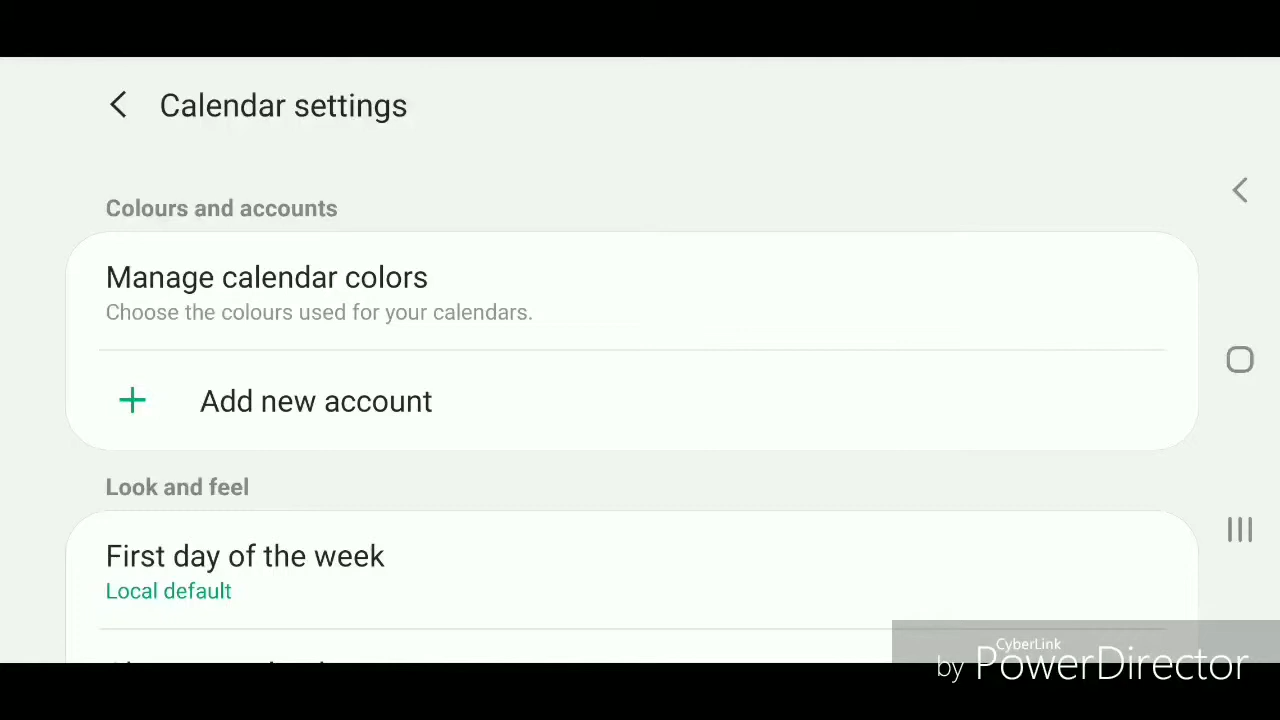 Calendar settings
Colours and accounts
Manage calendar colors
Choose the colours used for your calendars.
Add new account
Look and feel
First day of the week
Local default
CyberLink
by PowerDirector